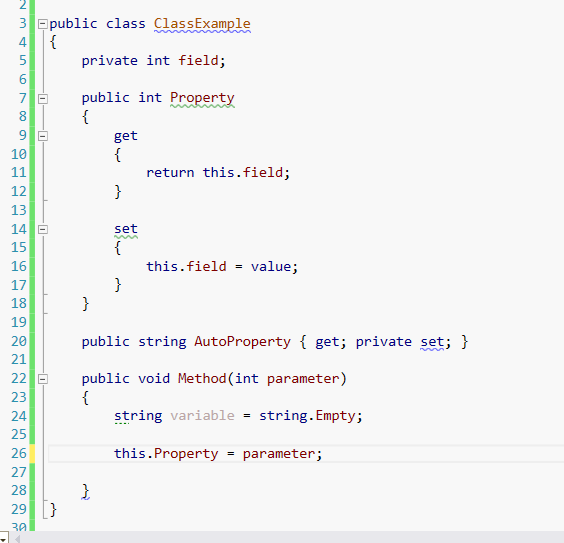 2
3 public class ClassExample
4 {
5 private int field;
6
7 public int Property
8 {
9 get
10 {
11 return this.field;
12 }
13
14 set
15 {
16 this.field = value;
17 }
18 }
19
20 public string AutoProperty { get; private set; }
21
22 public void Method(int parameter)
23 {
24 string variable = string.Empty;
25
26 this.Property = parameter;
27
28 }
29 }
30